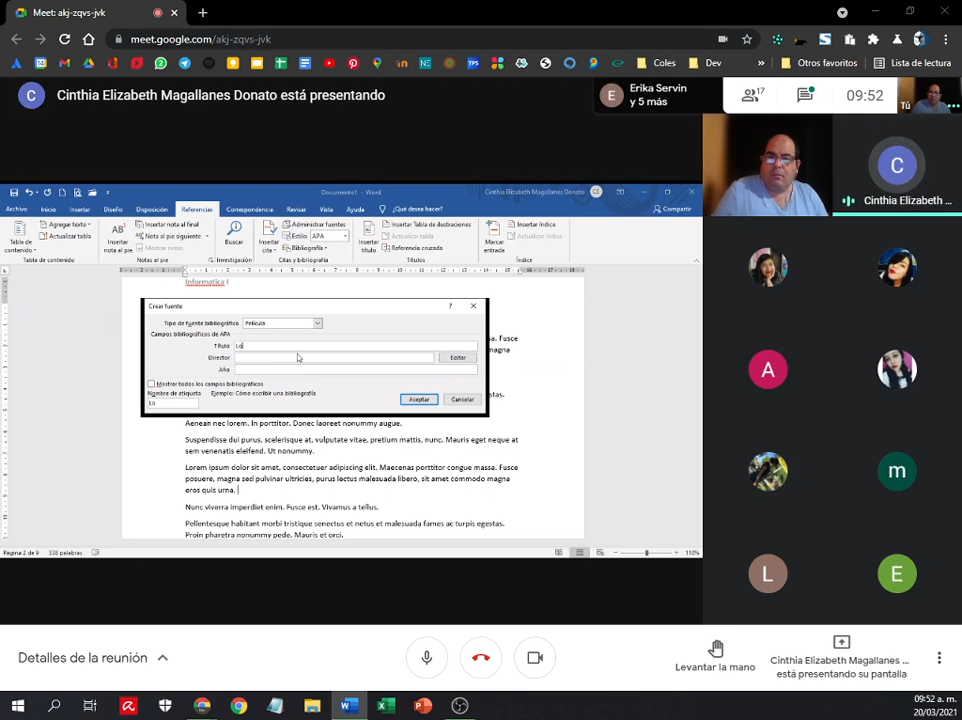 Meet: akj-zqvs-jvk
meet.google.com/akj-zqvs-jvk
Coles
Dev
Otros favoritos
Lista de lectura
C
Cinthia Elizabeth Magallanes Donato está presentando
E
Erika Servin
y 5 más
17
09:52
Tú
Documento1 - Word
Cinthia Elizabeth Magallanes Donato
CE
Archivo
Inicio
Insertar
Diseño
Disposición
Referencias
Correspondencia
Revisar
Vista
Ayuda
¿Qué desea hacer?
Compartir
Tabla de contenido
Agregar texto
Actualizar tabla
Tabla de contenido
Insertar nota al pie
Insertar nota al final
Siguiente nota al pie
Mostrar notas
Notas al pie
Buscar
Investigación
Insertar cita
Administrar fuentes
Estilo: APA
Bibliografía
Citas y bibliografía
Insertar título
Insertar Tabla de ilustraciones
Actualizar tabla
Referencia cruzada
Títulos
Marcar entrada
Insertar índice
Actualizar índice
Índice
Informatica I
Crear fuente
?
Tipo de fuente bibliográfica
Película
Campos bibliográficos de APA
Título
Lo
Director
Editar
Año
Mostrar todos los campos bibliográficos
Nombre de etiqueta
Ejemplo: Cómo escribir una bibliografía
Lo
Aceptar
Cancelar
s. Fusce
magna
stas.
Aenean nec lorem. In porttitor. Donec laoreet nonummy augue.
Suspendisse dui purus, scelerisque at, vulputate vitae, pretium mattis, nunc. Mauris eget neque at
sem venenatis eleifend. Ut nonummy.
Lorem ipsum dolor sit amet, consectetuer adipiscing elit. Maecenas porttitor congue massa. Fusce
posuere, magna sed pulvinar ultricies, purus lectus malesuada libero, sit amet commodo magna
eros quis urna.
Nunc viverra imperdiet enim. Fusce est. Vivamus a tellus.
Pellentesque habitant morbi tristique senectus et netus et malesuada fames ac turpis egestas.
Proin pharetra nonummy pede. Mauris et orci.
Página 2 de 9
338 palabras
110%
C
Cinthia Elizabeth ...
A
m
L
E
Detalles de la reunión
Levantar la mano
Cinthia Elizabeth Magallanes ...
está presentando su pantalla
09:52 a. m.
20/03/2021